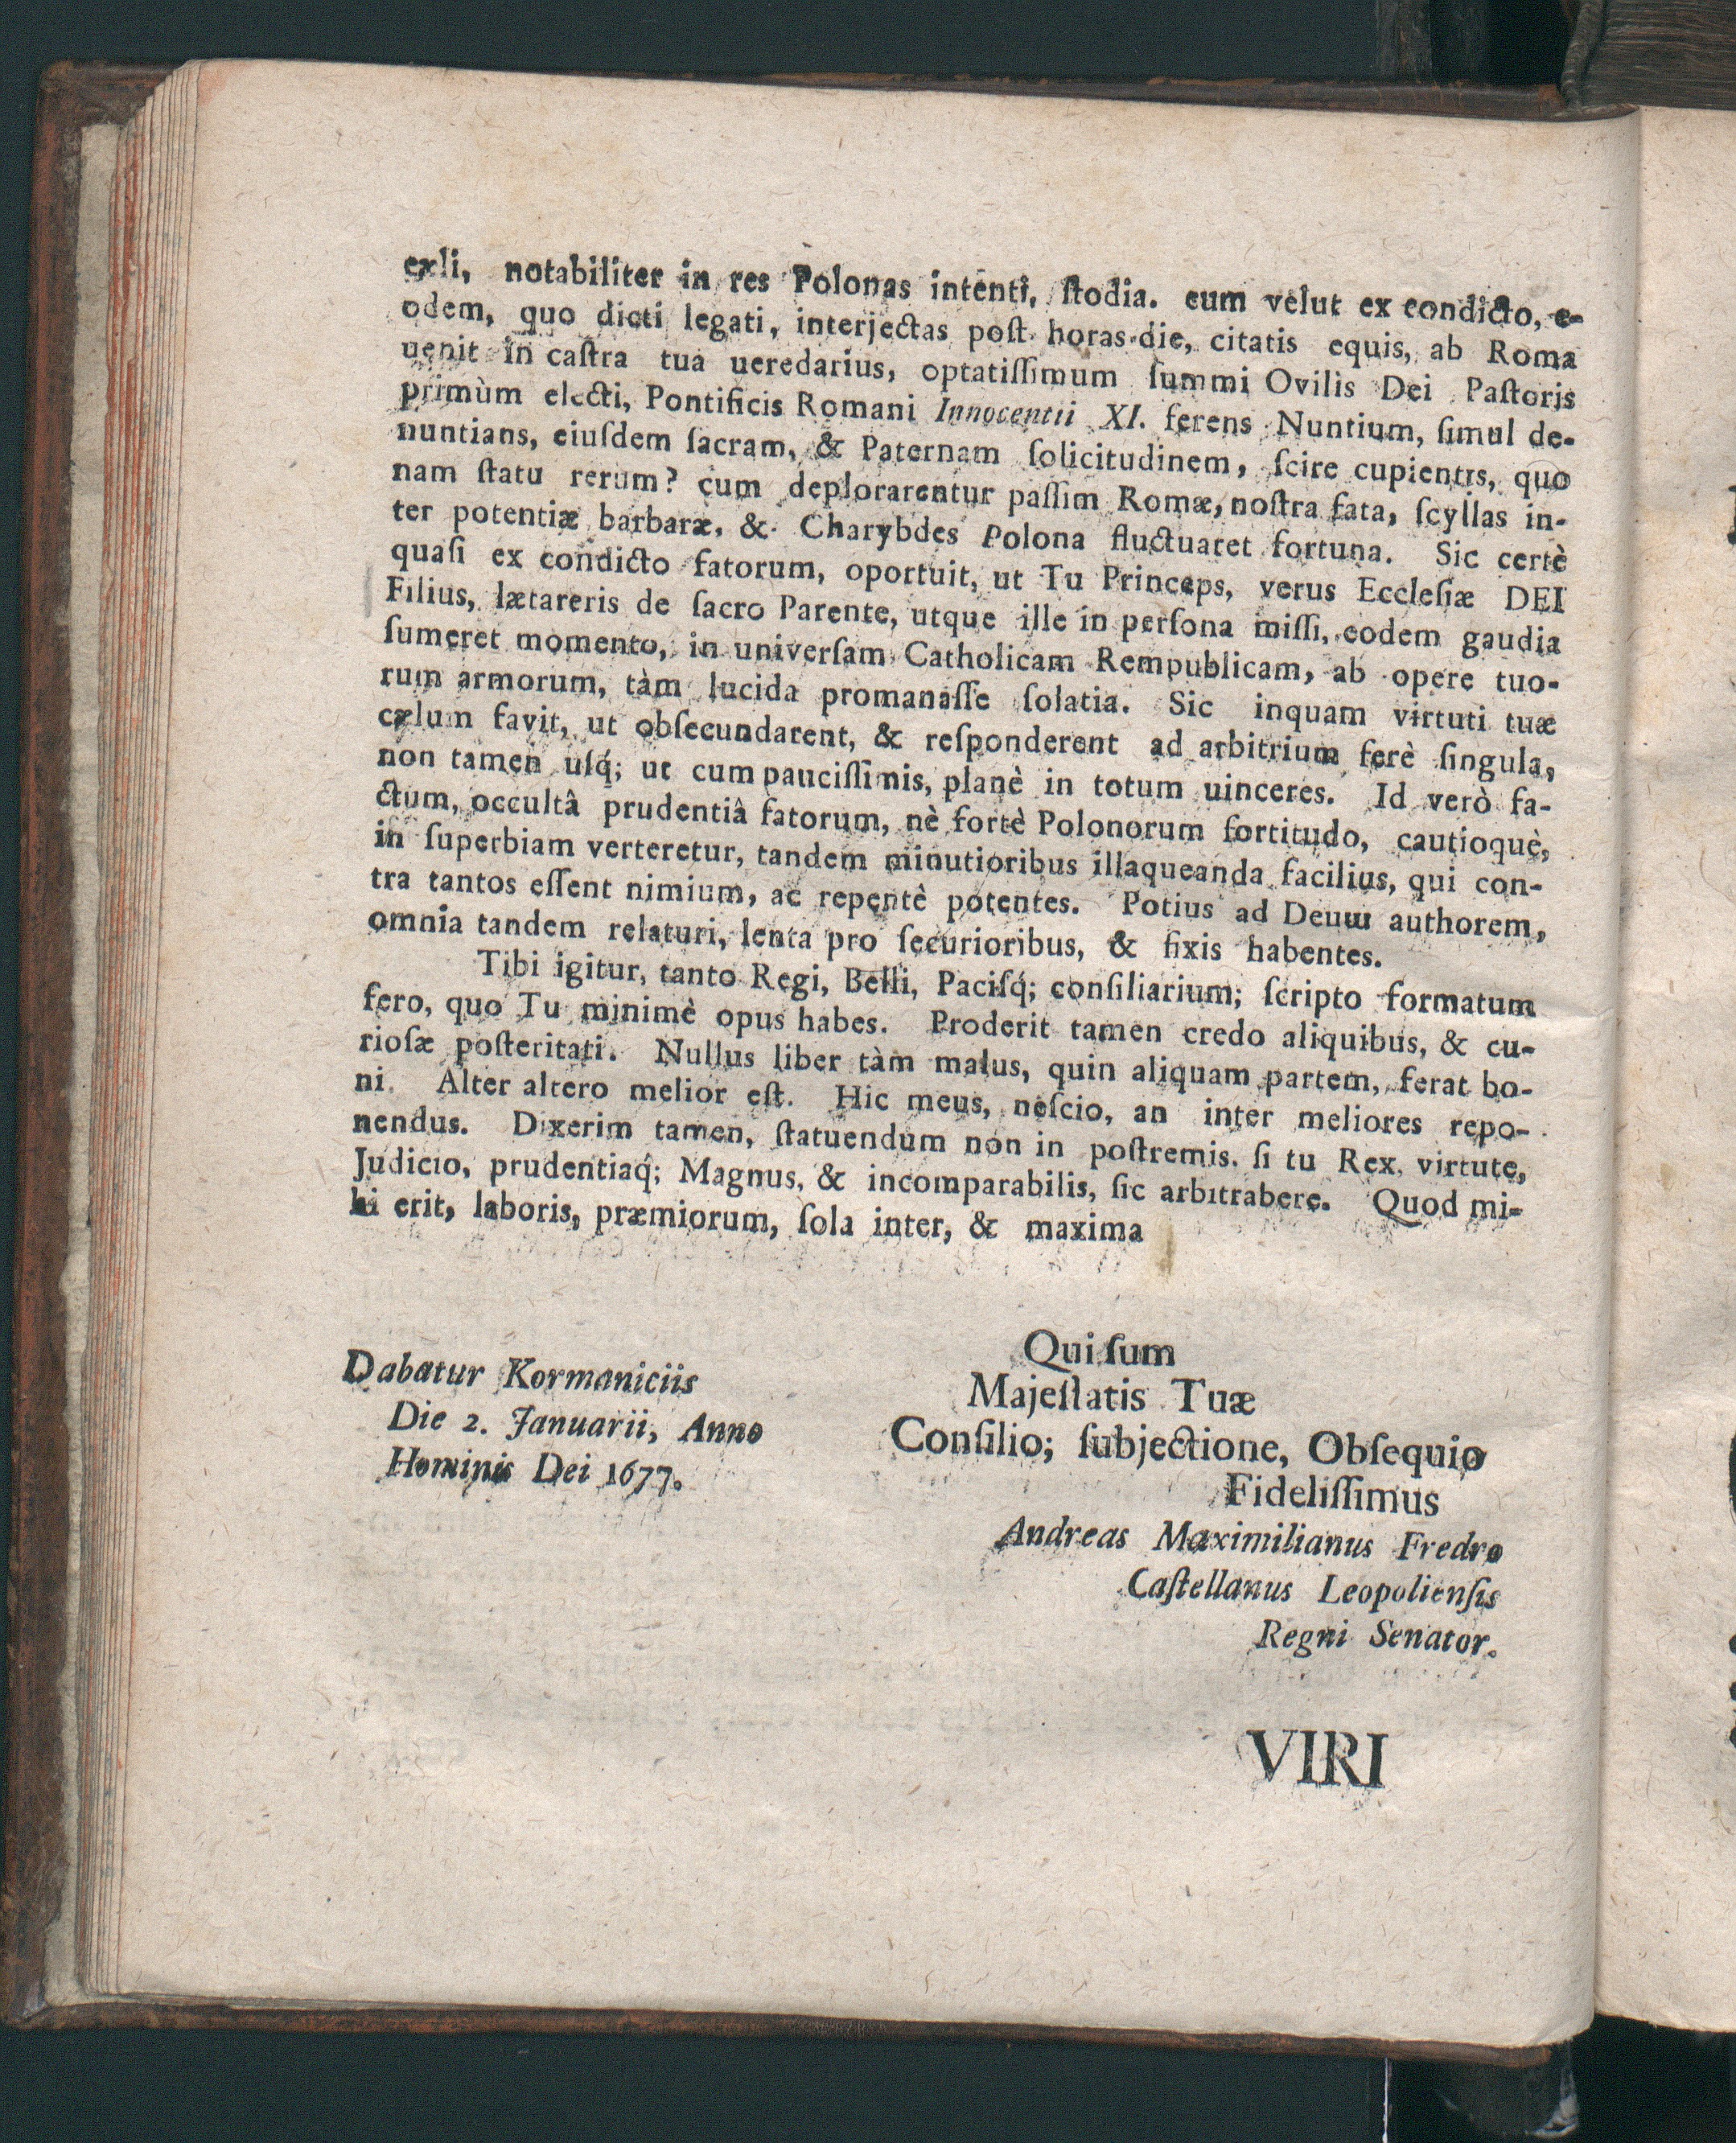 cæli, notabiliter in res Polonas intenti, ſtodia. cum velut ex condicto, e-
odem, quo dicti legati, interjectas poſt horas die, citatis equis, ab Roma
uenit in caſtra tua ueredarius, optatiſſimum ſummi Ovilis Dei Paſtoris
primùm electi, Pontificis Romani Innocentii XI. ferens Nuntium, ſimul de-
nuntians, eiuſdem ſacram, & Paternam ſolicitudinem, ſcire cupientis, quo
nam ſtatu rerum? cum deplorarentur paſſim Romæ, noſtra fata, ſcyllas in-
ter potentiæ barbaræ, & Charybdes Polona fluctuaret fortuna. Sic certè
quaſi ex condicto fatorum, oportuit, ut Tu Princeps, verus Eccleſiæ DEI
Filius, lætareris de ſacro Parente, utque ille in perſona miſſi, eodem gaudia
ſumeret momento, in univerſam Catholicam Rempublicam, ab opere tuo-
rum armorum, tàm lucida promanaſſe ſolatia. Sic inquam virtuti tuæ
cælum favit, ut obſecundarent, & reſponderent ad arbitrium ferè ſingula,
non tamen uſq́; ut cum pauciſſimis, planè in totum uinceres. Id verò fa-
ctum, occultâ prudentiâ fatorum, nè fortè Polonorum fortitudo, cautioquè,
in ſuperbiam verteretur, tandem minutioribus illaqueanda facilius, qui con-
tra tantos eſſent nimium, ac repentè potentes. Potius ad Deum authorem,
omnia tandem relaturi, lenta pro ſecurioribus, & fixis habentes.
Tibi igitur, tanto Regi, Belli, Paciſq́; conſiliarium; ſcripto formatum
fero, quo Tu minimè opus habes. Proderit tamen credo aliquibus, & cu-
rioſæ poſteritati. Nullus liber tàm malus, quin aliquam partem, ferat bo-
ni. Alter altero melior eſt. Hic meus, neſcio, an inter meliores repo-
nendus. Dixerim tamen, ſtatuendum non in poſtremis. ſi tu Rex, virtute,
Judicio, prudentiaq́; Magnus, & incomparabilis, ſic arbitrabere. Quod mi-
hi erit, laboris, præmiorum, ſola inter, & maxima
Qui ſum
Majeſtatis Tuæ
Conſilio; ſubjectione, Obſequio
Fideliſſimus
Andreas Maximilianus Fredro
Caſtellanus Leopolienſis
Regni Senator.
Dabatur Kormaniciis
Die 2. Januarii, Anno
Hominis Dei 1677.
VIRI